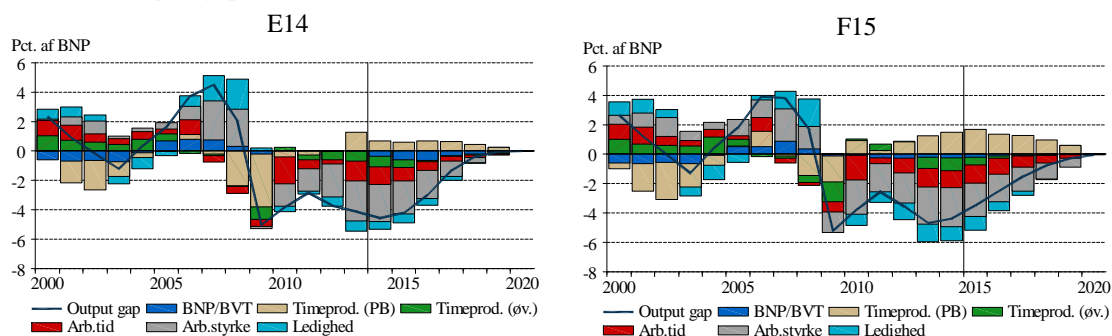 E14
Pct. af BNP
6
4
2
0
-2
-4
-6
-8
2000 2005 2010 2015 2020
Output gap BNP/BVT Timeprod. (PB) Timeprod. (øv.)
Arb.tid Arb.styrke Ledighed
F15
Pct. af BNP
6
4
2
0
-2
-4
-6
-8
2000 2005 2010 2015 2020
Output gap BNP/BVT Timeprod. (PB) Timeprod. (øv.)
Arb.tid Arb.styrke Ledighed